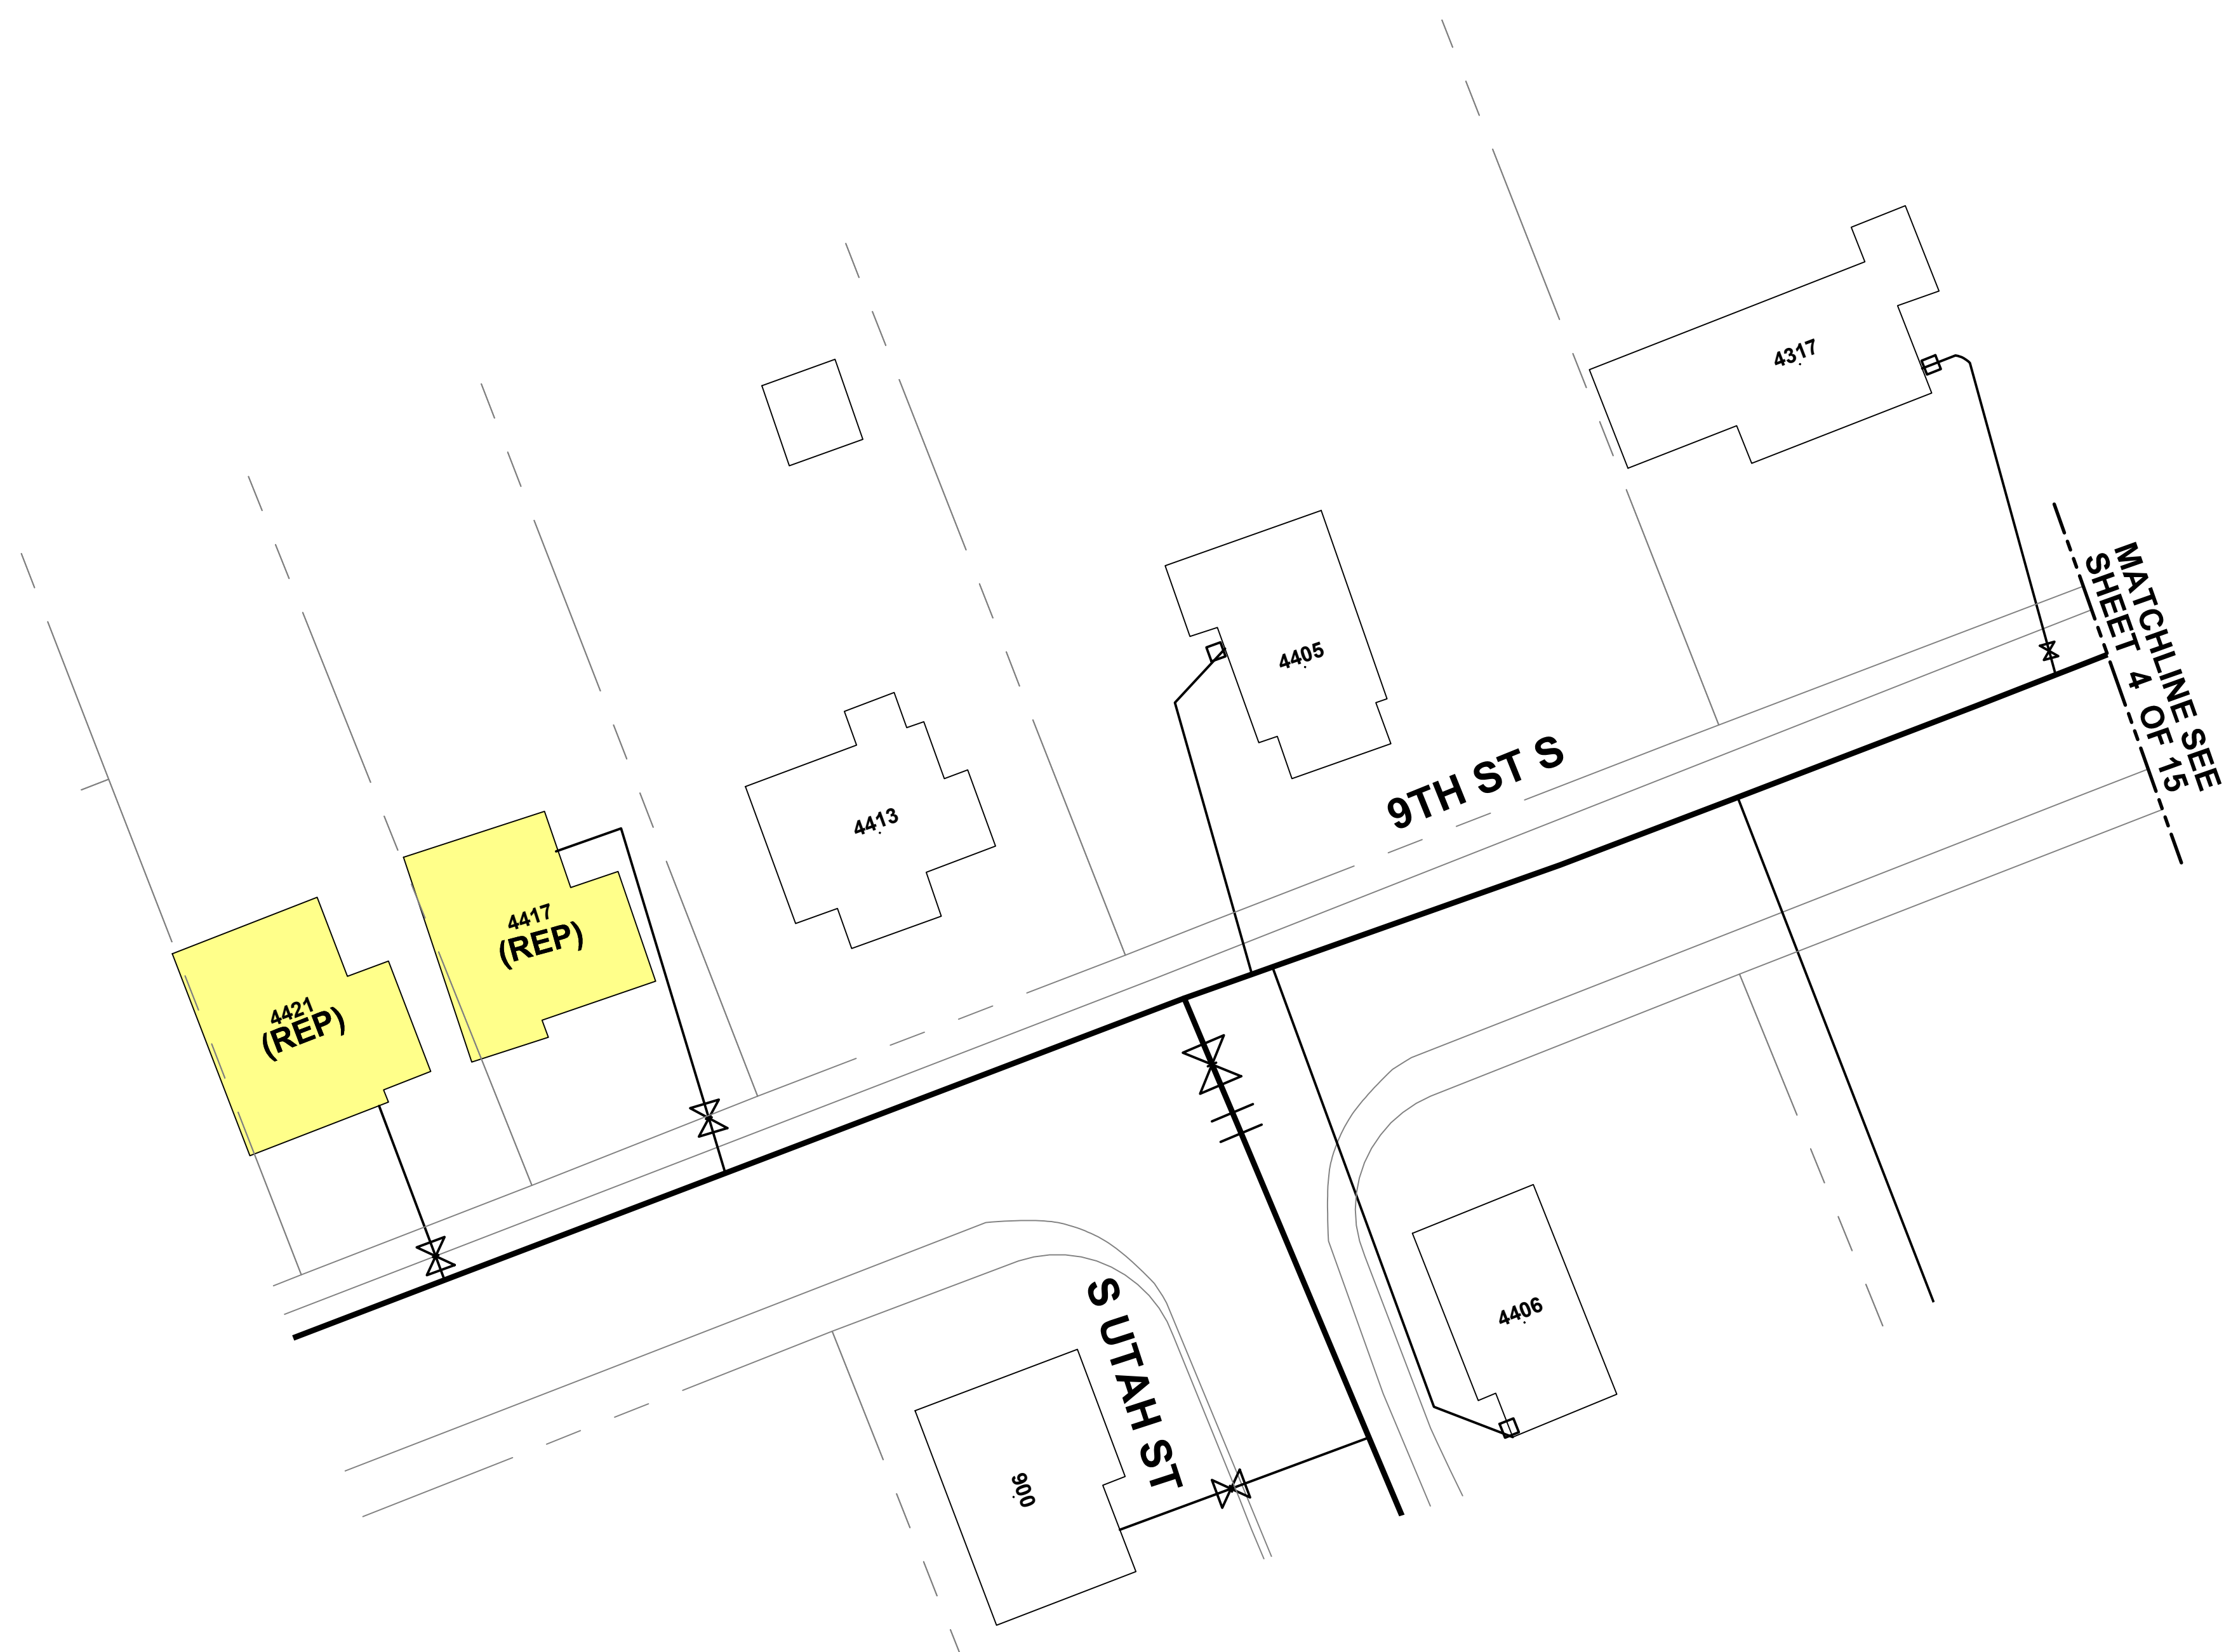 4317
MATCHLINE SEE
SHEET 4 OF 15
4405
9TH ST S
4413
4417
(REP)
4421
(REP)
S UTAH ST
4406
900